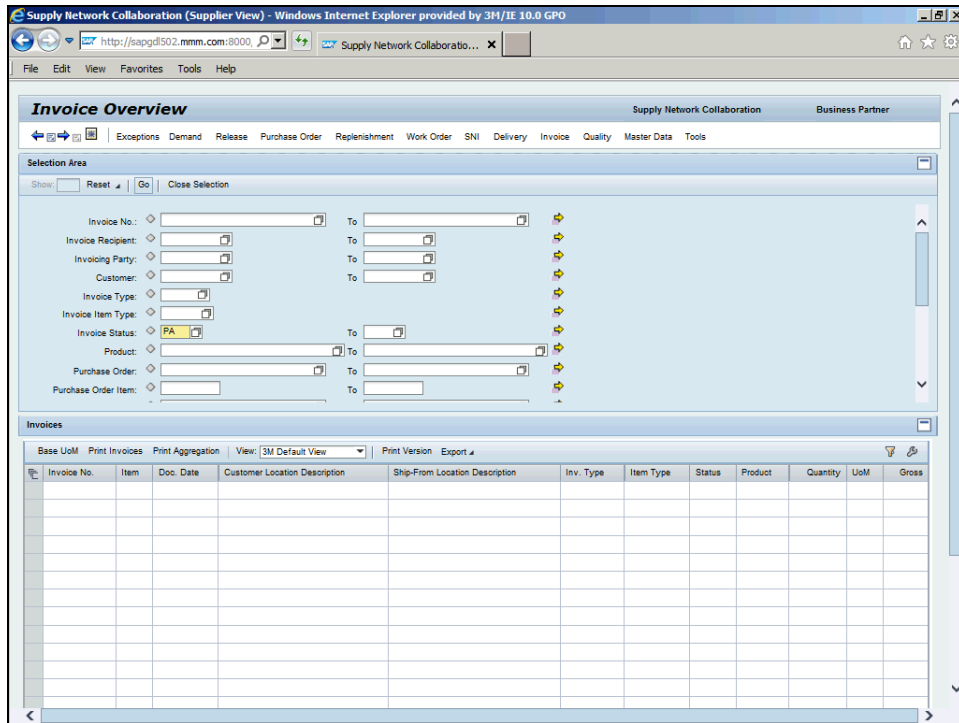 Supply Network Collaboration (Supplier View) - Windows Internet Explorer provided by 3M/IE 10.0 GPO
http://sapgdl502.mmm.com:8000, Supply Network Collaboratio...
File Edit View Favorites Tools Help
Invoice Overview Supply Network Collaboration Business Partner
Exceptions Demand Release Purchase Order Replenishment Work Order SNI Delivery Invoice Quality Master Data Tools
Selection Area
Show: Reset Go Close Selection
Invoice No.: To
Invoice Recipient: To
Invoicing Party: To
Customer: To
Invoice Type:
Invoice Item Type:
Invoice Status: PA To
Product: To
Purchase Order: To
Purchase Order Item: To
Invoices
Base UoM Print Invoices Print Aggregation View: 3M Default View Print Version Export
Invoice No. Item Doc. Date Customer Location Description Ship-From Location Description Inv. Type Item Type Status Product Quantity UoM Gross